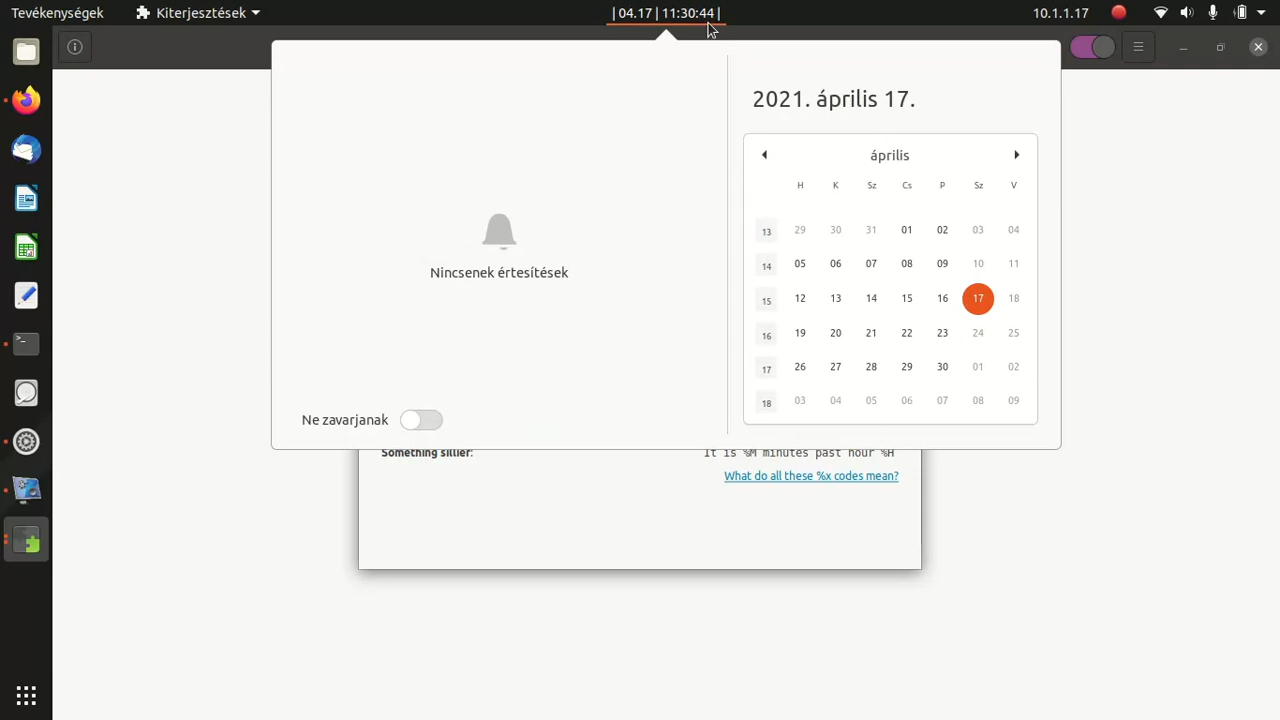 Tevékenységek Kiterjesztések | 04.17 | 11:30:44 | 10.1.1.17
Nincsenek értesítések
Ne zavarjanak
2021. április 17.
április
H K Sz Cs P Sz V
13 29 30 31 01 02 03 04
14 05 06 07 08 09 10 11
15 12 13 14 15 16 17 18
16 19 20 21 22 23 24 25
17 26 27 28 29 30 01 02
18 03 04 05 06 07 08 09
Something sillier: It is %M minutes past hour %H
What do all these %x codes mean?